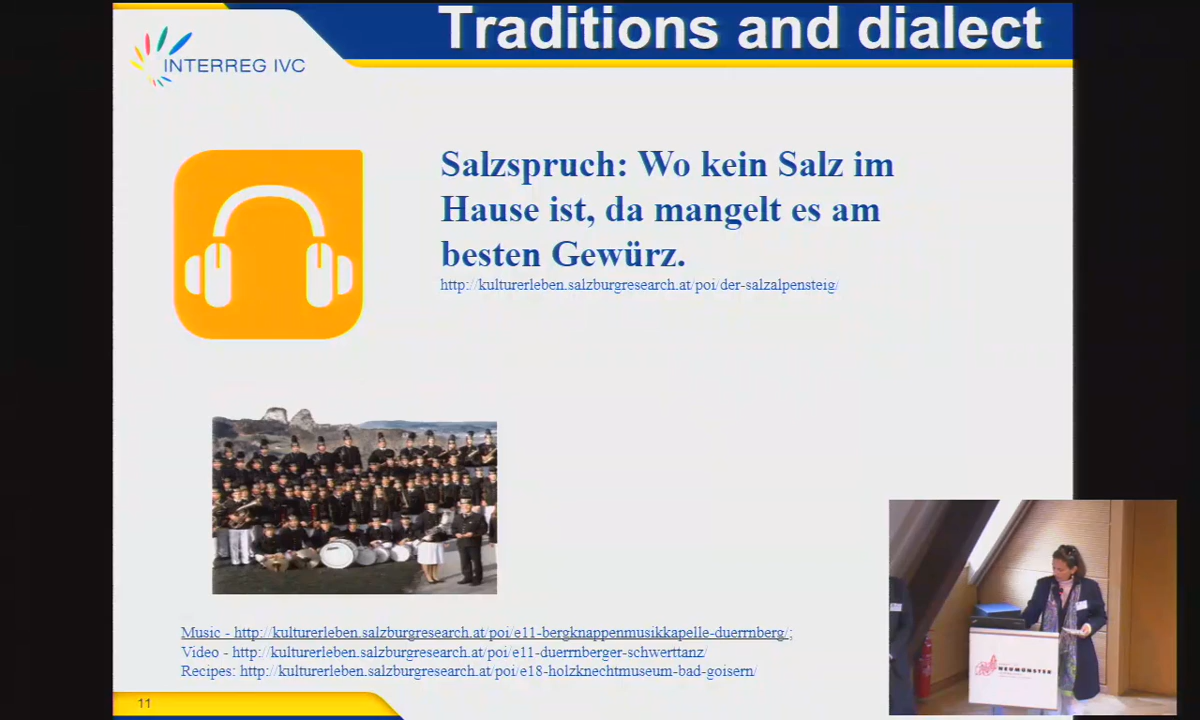 Traditions and dialect
INTERREG IVC
Salzspruch: Wo kein Salz im
Hause ist, da mangelt es am
besten Gewürz.
http://kulturerleben.salzburgresearch.at/poi/der-salzalpensteig/
Music - http://kulturerleben.salzburgresearch.at/poi/e11-bergknappenmusikkapelle-duerrnberg/;
Video - http://kulturerleben.salzburgresearch.at/poi/e11-duerrnberger-schwerttanz/
Recipes: http://kulturerleben.salzburgresearch.at/poi/e18-holzknechtmuseum-bad-goisern/
11
NEUMÜNSTER